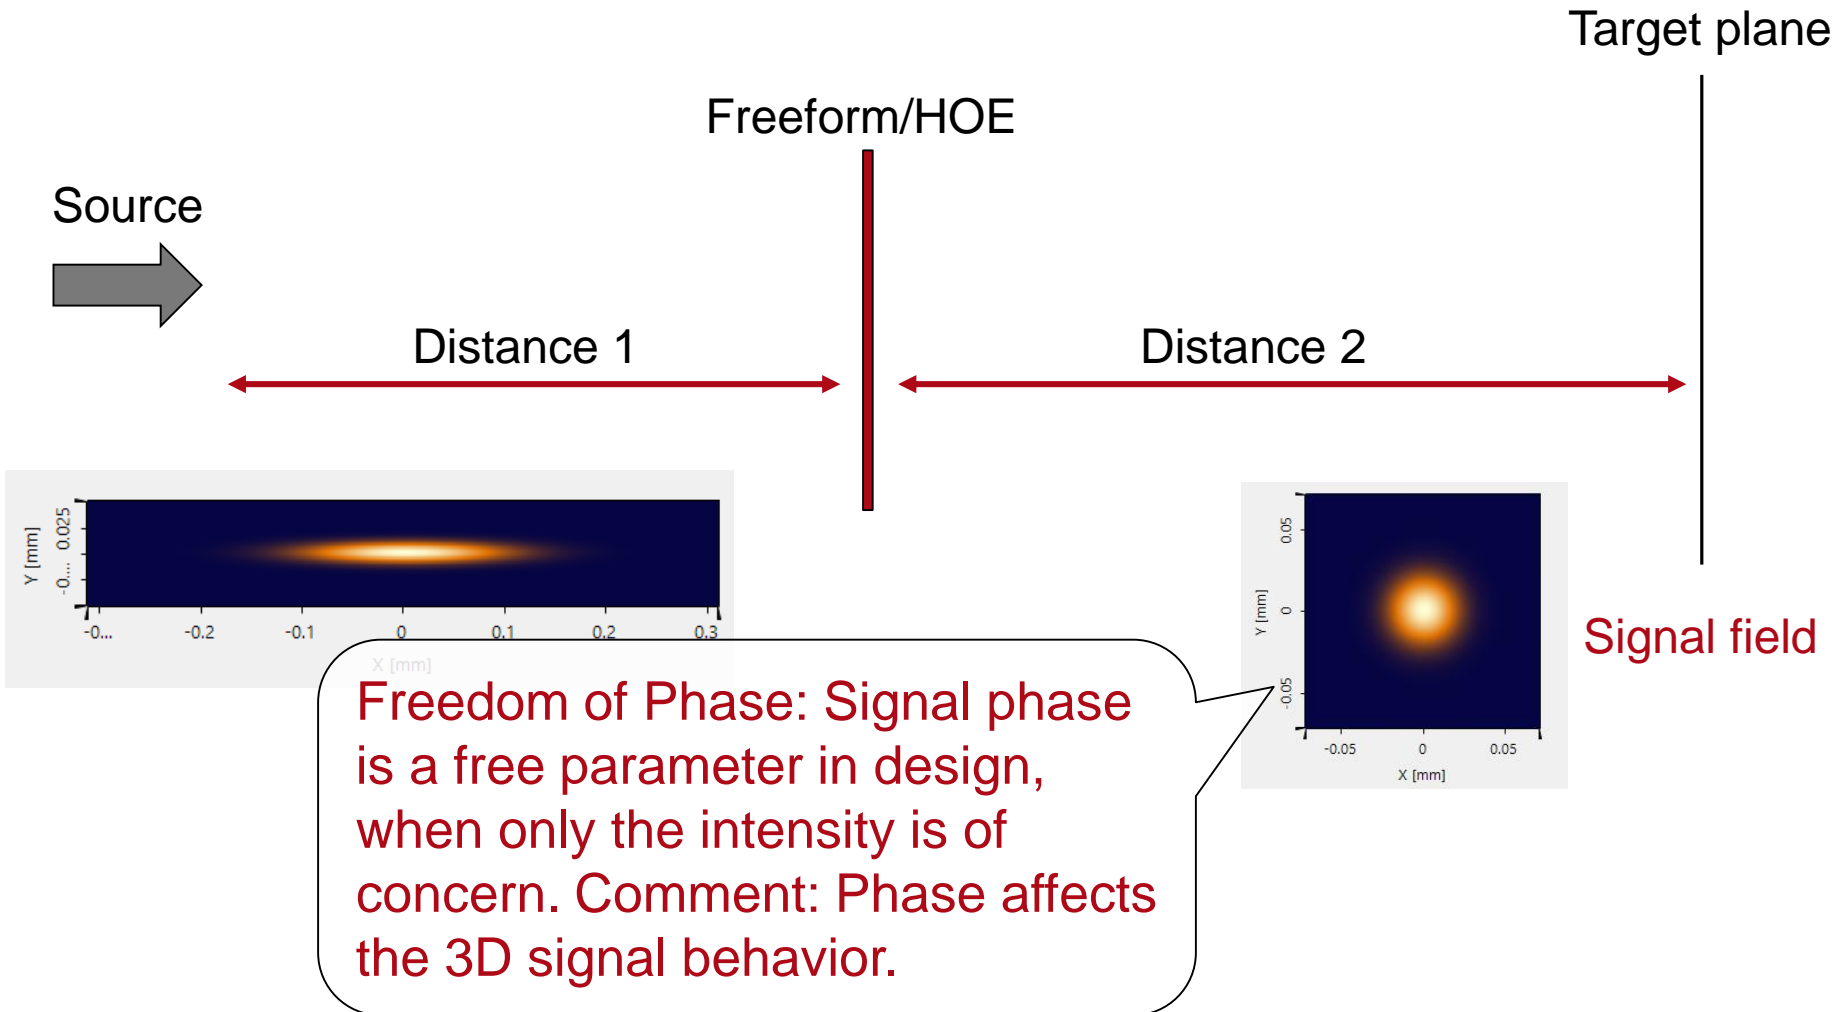 Target plane
Freeform/HOE
Source
Distance 1
Distance 2
Y [mm]
-0.... 0.025
-0... -0.2 -0.1 0 0.1 0.2 0.3
X [mm]
Y [mm]
-0.05 0 0.05
-0.05 0 0.05
X [mm]
Signal field
Freedom of Phase: Signal phase
is a free parameter in design,
when only the intensity is of
concern. Comment: Phase affects
the 3D signal behavior.